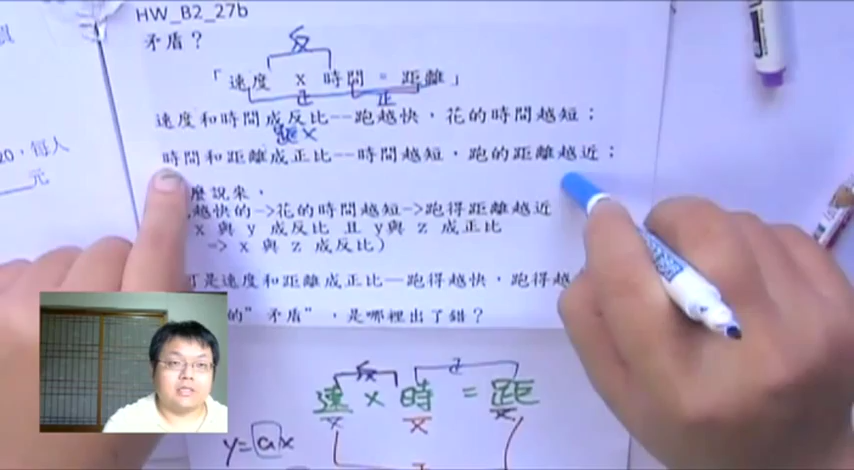 HW_B2_27b
矛盾？
反
「速度 x 時間 = 距離」
正 正
速度和時間成反比--跑越快，花的時間越短；
距 x
時間和距離成正比--時間越短，跑的距離越近；
麼說來，
越快的->花的時間越短->跑得距離越近
x 與 y 成反比 且 y與 z 成正比
-> x 與 z 成反比）
可是速度和距離成正比—跑得越快，跑得越
的"矛盾"，是哪裡出了錯？
20，每人
元
反 正
速 x 時 = 距
y=ax